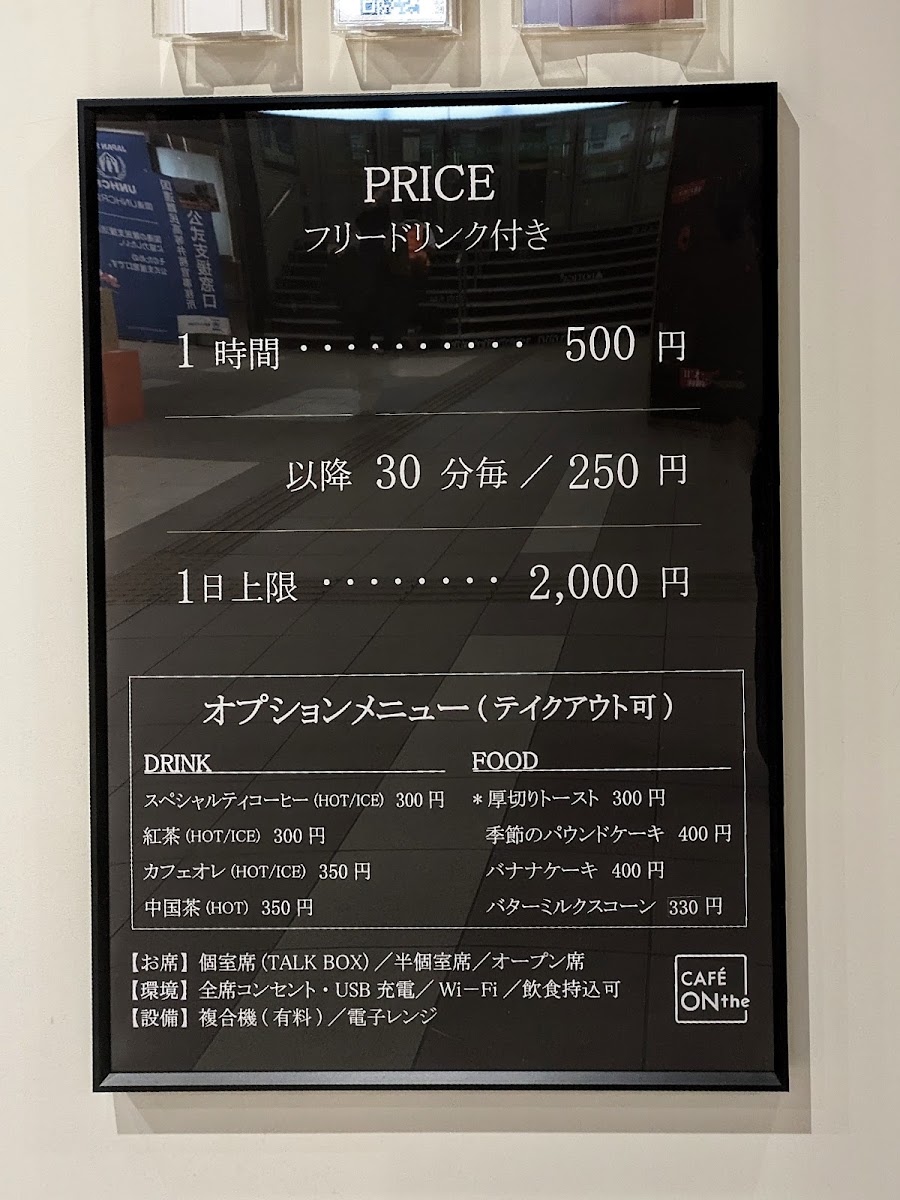 PRICE
フリードリンク付き
1 時間 ・・・・・・・・・・ 500 円
以降 30 分毎 ／ 250 円
1日上限 ・・・・・・・・ 2,000 円
オプションメニュー ( テイクアウト可 )
DRINK
スペシャルティコーヒー (HOT/ICE) 300 円
紅茶 (HOT/ICE) 300 円
カフェオレ (HOT/ICE) 350 円
中国茶 (HOT) 350 円
FOOD
＊厚切りトースト 300 円
季節のパウンドケーキ 400 円
バナナケーキ 400 円
バターミルクスコーン 330 円
【お席】 個室席 (TALK BOX) ／半個室席／オープン席
【環境】 全席コンセント・USB 充電／ Wi－Fi ／飲食持込可
【設備】 複合機 ( 有料 ) ／電子レンジ
CAFÉ
ONthe
UNHCR
公式支援窓口